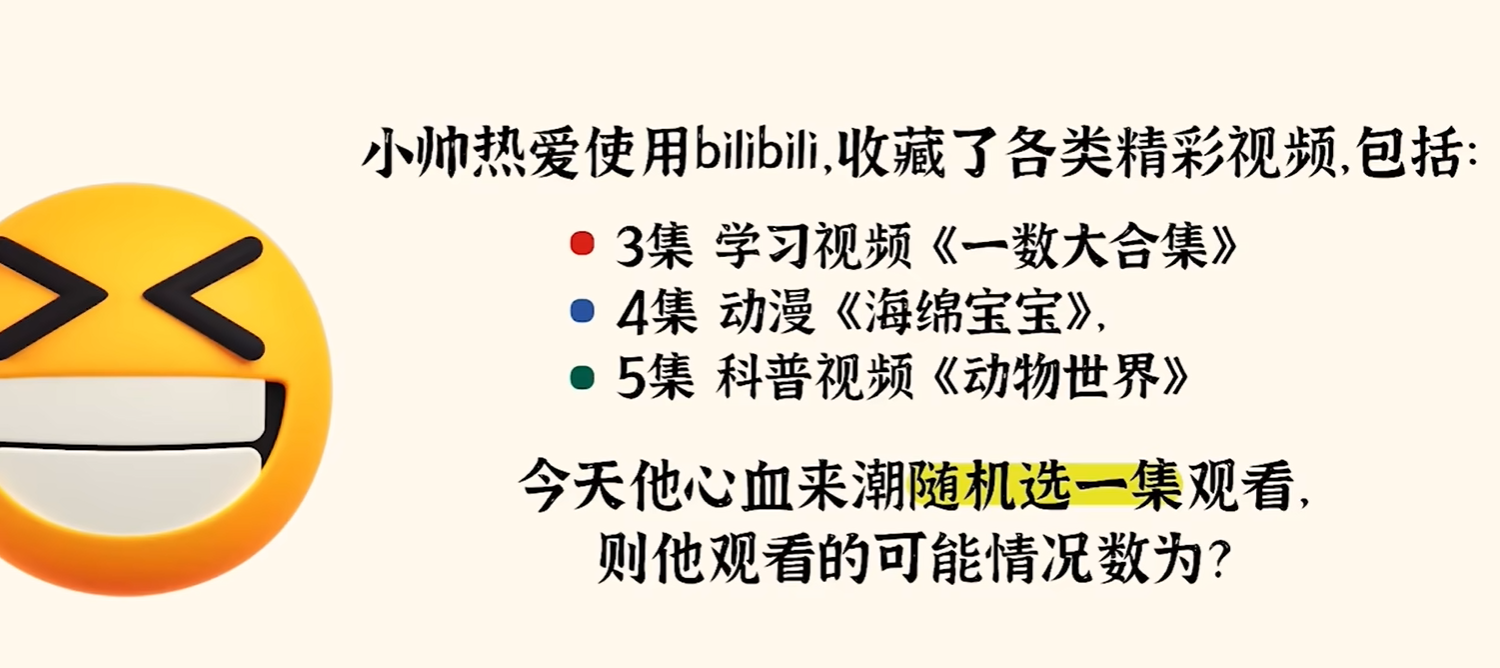 小帅热爱使用bilibili,收藏了各类精彩视频,包括:
3集 学习视频《一数大合集》
4集 动漫《海绵宝宝》,
5集 科普视频《动物世界》
今天他心血来潮随机选一集观看,
则他观看的可能情况数为?